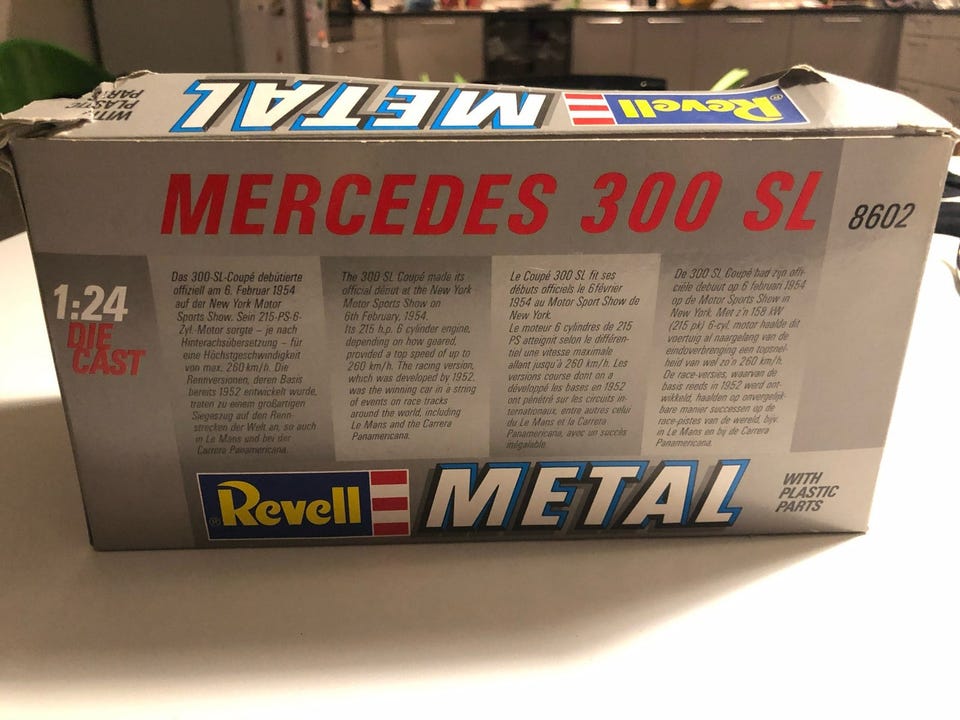 WITH
PLASTIC
PARTS
METAL
Revell
MERCEDES 300 SL
8602
1:24
DIE
CAST
Das 300-SL-Coupé debütierte
offiziell am 6. Februar 1954
auf der New York Motor
Sports Show. Sein 215-PS-6-
Zyl.-Motor sorgte – je nach
Hinterachsübersetzung – für
eine Höchstgeschwindigkeit
von max. 260 km/h. Die
Rennversionen, deren Basis
bereits 1952 entwickelt wurde,
traten zu einem großartigen
Siegeszug auf den Renn-
strecken der Welt an, so auch
in Le Mans und bei der
Carrera Panamericana.
The 300 SL Coupé made its
official début at the New York
Motor Sports Show on
6th February, 1954.
Its 215 h.p. 6 cylinder engine,
depending on how geared,
provided a top speed of up to
260 km/h. The racing version,
which was developed by 1952,
was the winning car in a string
of events on race tracks
around the world, including
Le Mans and the Carrera
Panamericana.
Le Coupé 300 SL fit ses
débuts officiels le 6 février
1954 au Motor Sport Show de
New York.
Le moteur 6 cylindres de 215
PS atteignit selon le différen-
tiel une vitesse maximale
allant jusqu'à 260 km/h. Les
versions course dont on a
développé les bases en 1952
ont pénétré sur les circuits in-
ternationaux, entre autres celui
du Le Mans et la Carrera
Panamericana, avec un succès
inégalable.
De 300 SL Coupé had zijn offi-
ciële debuut op 6 februari 1954
op de Motor Sports Show in
New York. Met z'n 158 kW
(215 pk) 6-cyl. motor haalde dit
voertuig al naargelang van de
eindoverbrenging een topsnel-
heid van wel zo'n 260 km/h.
De race-versies, waarvan de
basis reeds in 1952 werd ont-
wikkeld, haalden op onvergelijk-
bare manier successen op de
race-pistes van de wereld, bijv.
in Le Mans en bij de Carrera
Panamericana.
Revell
METAL
WITH
PLASTIC
PARTS